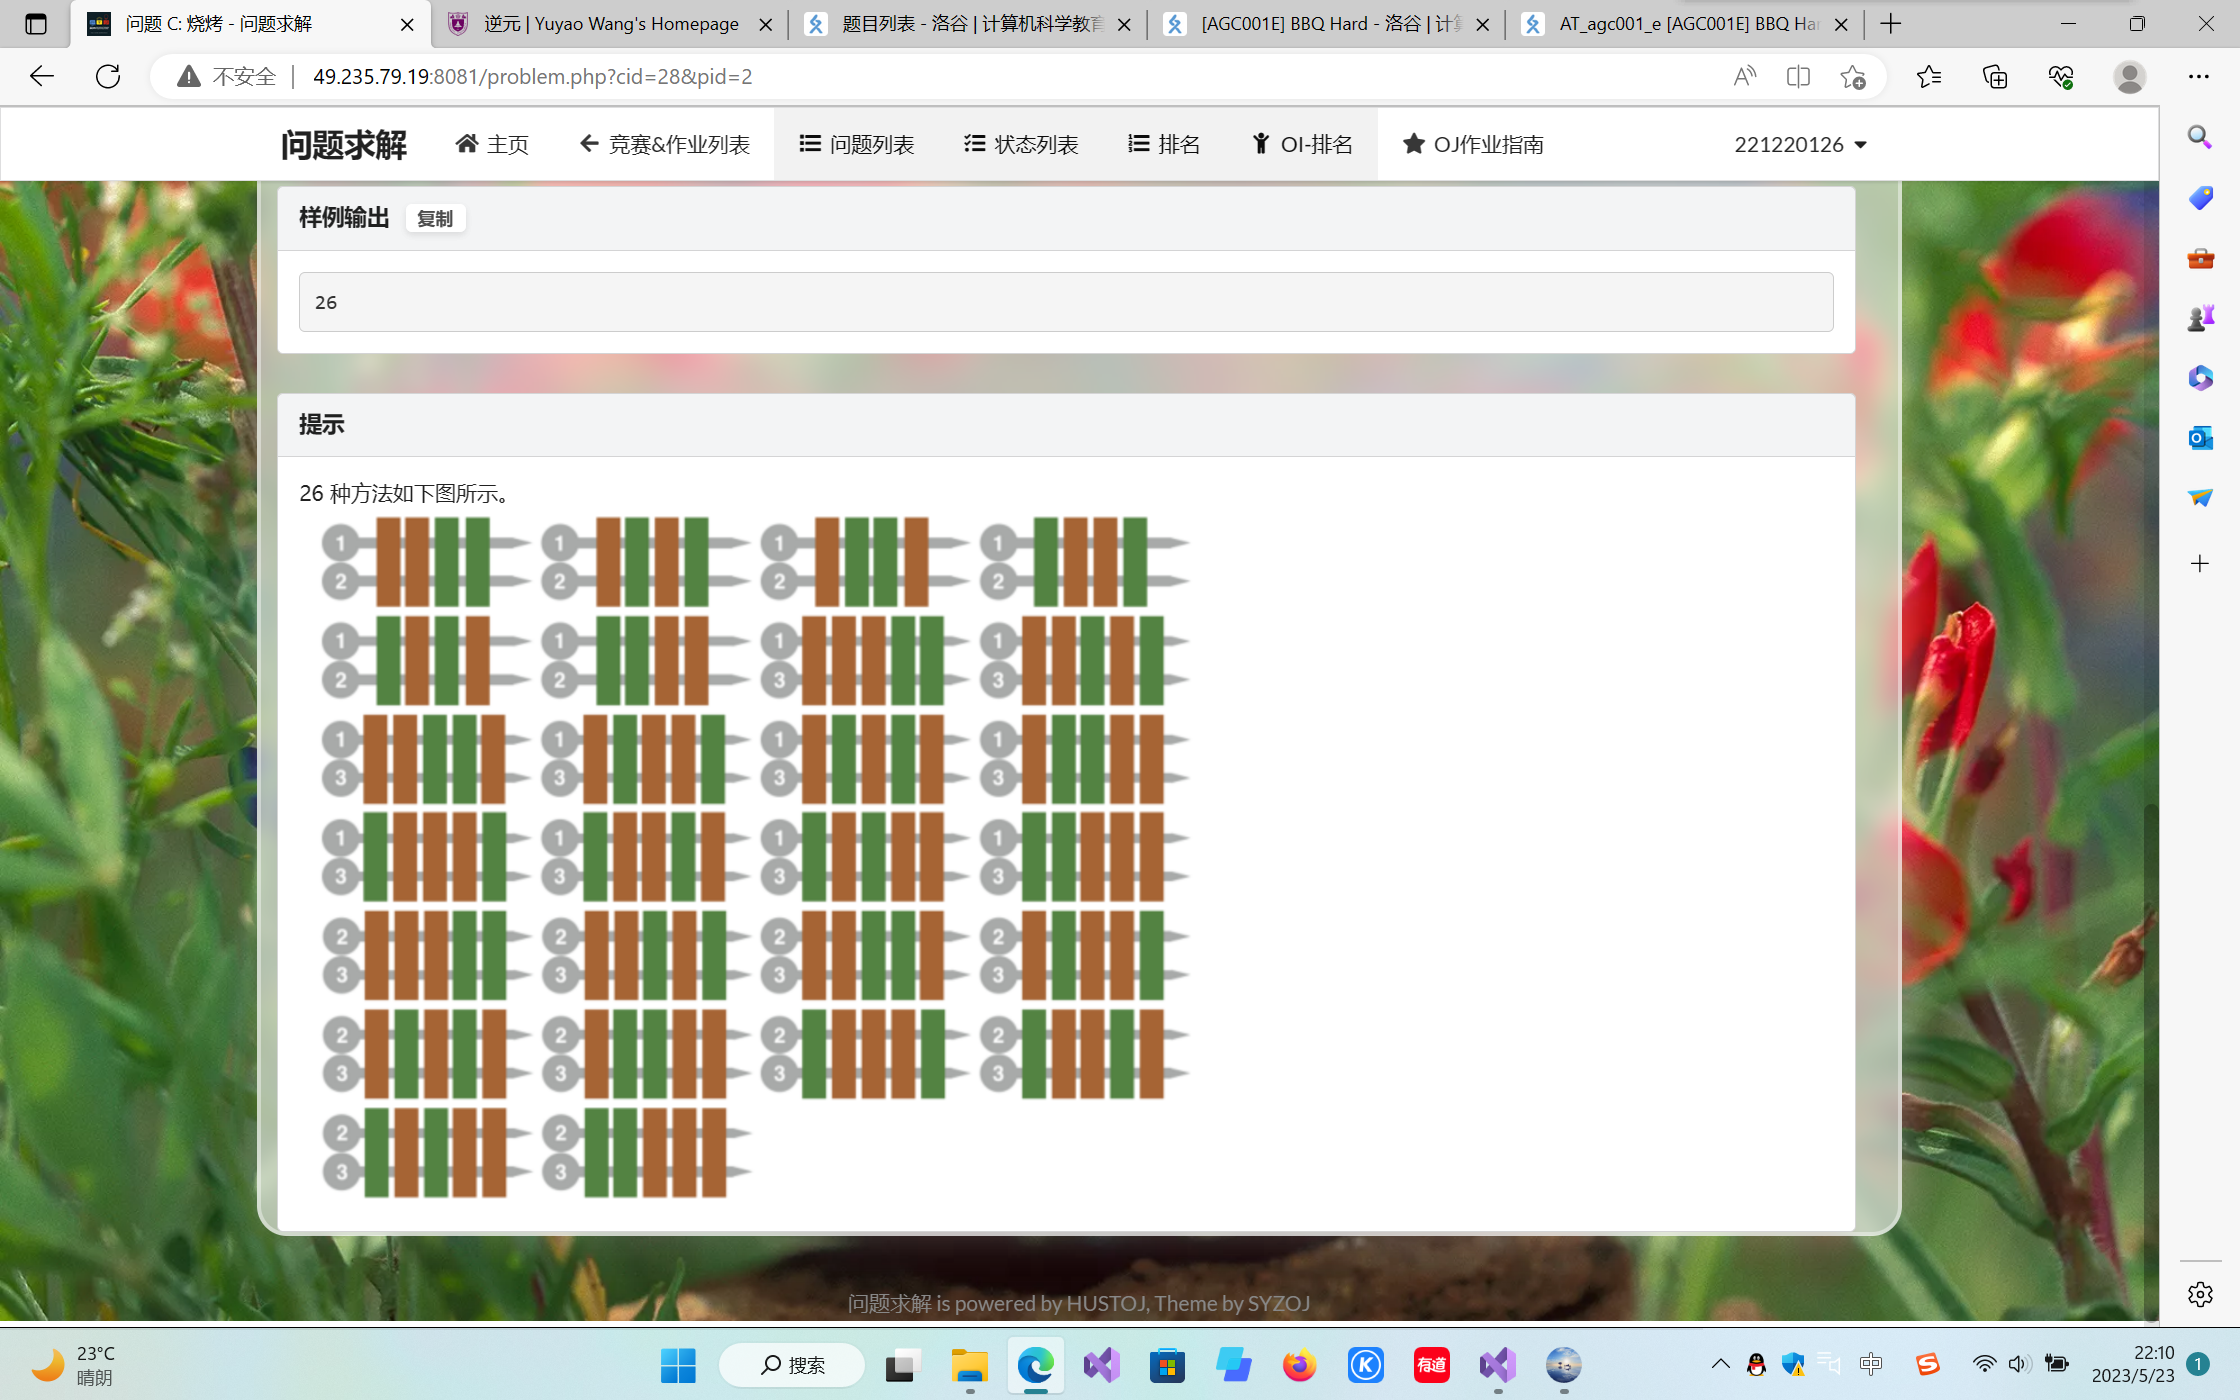 问题 C: 烧烤 - 问题求解
逆元 | Yuyao Wang's Homepage
题目列表 - 洛谷 | 计算机科学教育
[AGC001E] BBQ Hard - 洛谷 | 计
AT_agc001_e [AGC001E] BBQ Ha
不安全
49.235.79.19:8081/problem.php?cid=28&pid=2
问题求解 主页 竞赛&作业列表 问题列表 状态列表 排名 OI-排名 OJ作业指南 221220126
样例输出 复制
26
提示
26 种方法如下图所示。
1 1 1 1
2 2 2 2
1 1 1 1
2 2 3 3
1 1 1 1
3 3 3 3
1 1 1 1
3 3 3 3
2 2 2 2
3 3 3 3
2 2 2 2
3 3 3 3
2 2
3 3
问题求解 is powered by HUSTOJ, Theme by SYZOJ
23°C
晴朗
搜索
有道
中
22:10
2023/5/23
1